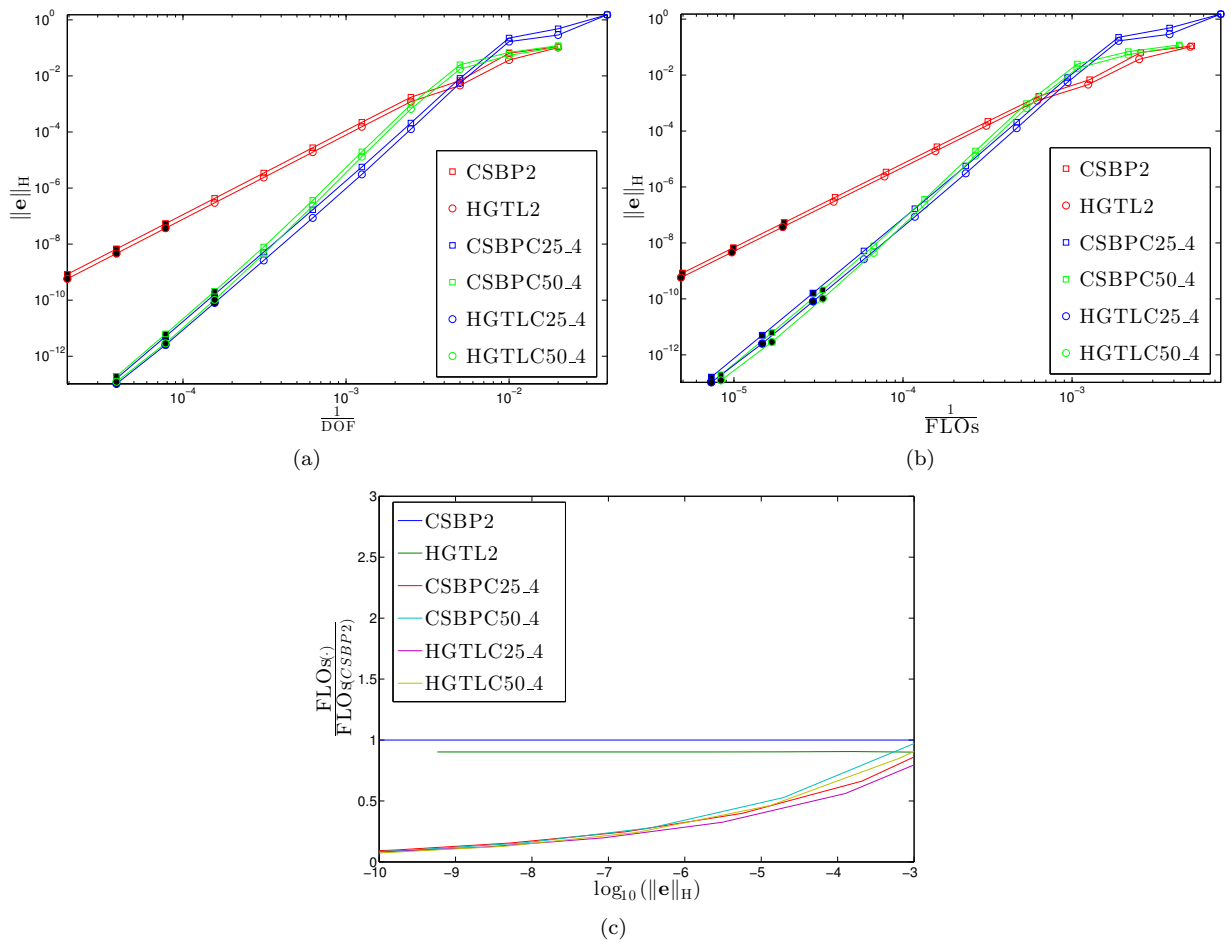 10^0
10^-2
10^-4
10^-6
10^-8
10^-10
10^-12
‖e‖_H
CSBP2
HGTL2
CSBPC25_4
CSBPC50_4
HGTLC25_4
HGTLC50_4
10^-4
10^-3
10^-2
1/DOF
(a)
10^0
10^-2
10^-4
10^-6
10^-8
10^-10
10^-12
‖e‖_H
CSBP2
HGTL2
CSBPC25_4
CSBPC50_4
HGTLC25_4
HGTLC50_4
10^-5
10^-4
10^-3
1/FLOs
(b)
3
2.5
2
1.5
1
0.5
0
FLOs(·)/FLOs(CSBP2)
CSBP2
HGTL2
CSBPC25_4
CSBPC50_4
HGTLC25_4
HGTLC50_4
-10 -9 -8 -7 -6 -5 -4 -3
log_10 (‖e‖_H)
(c)